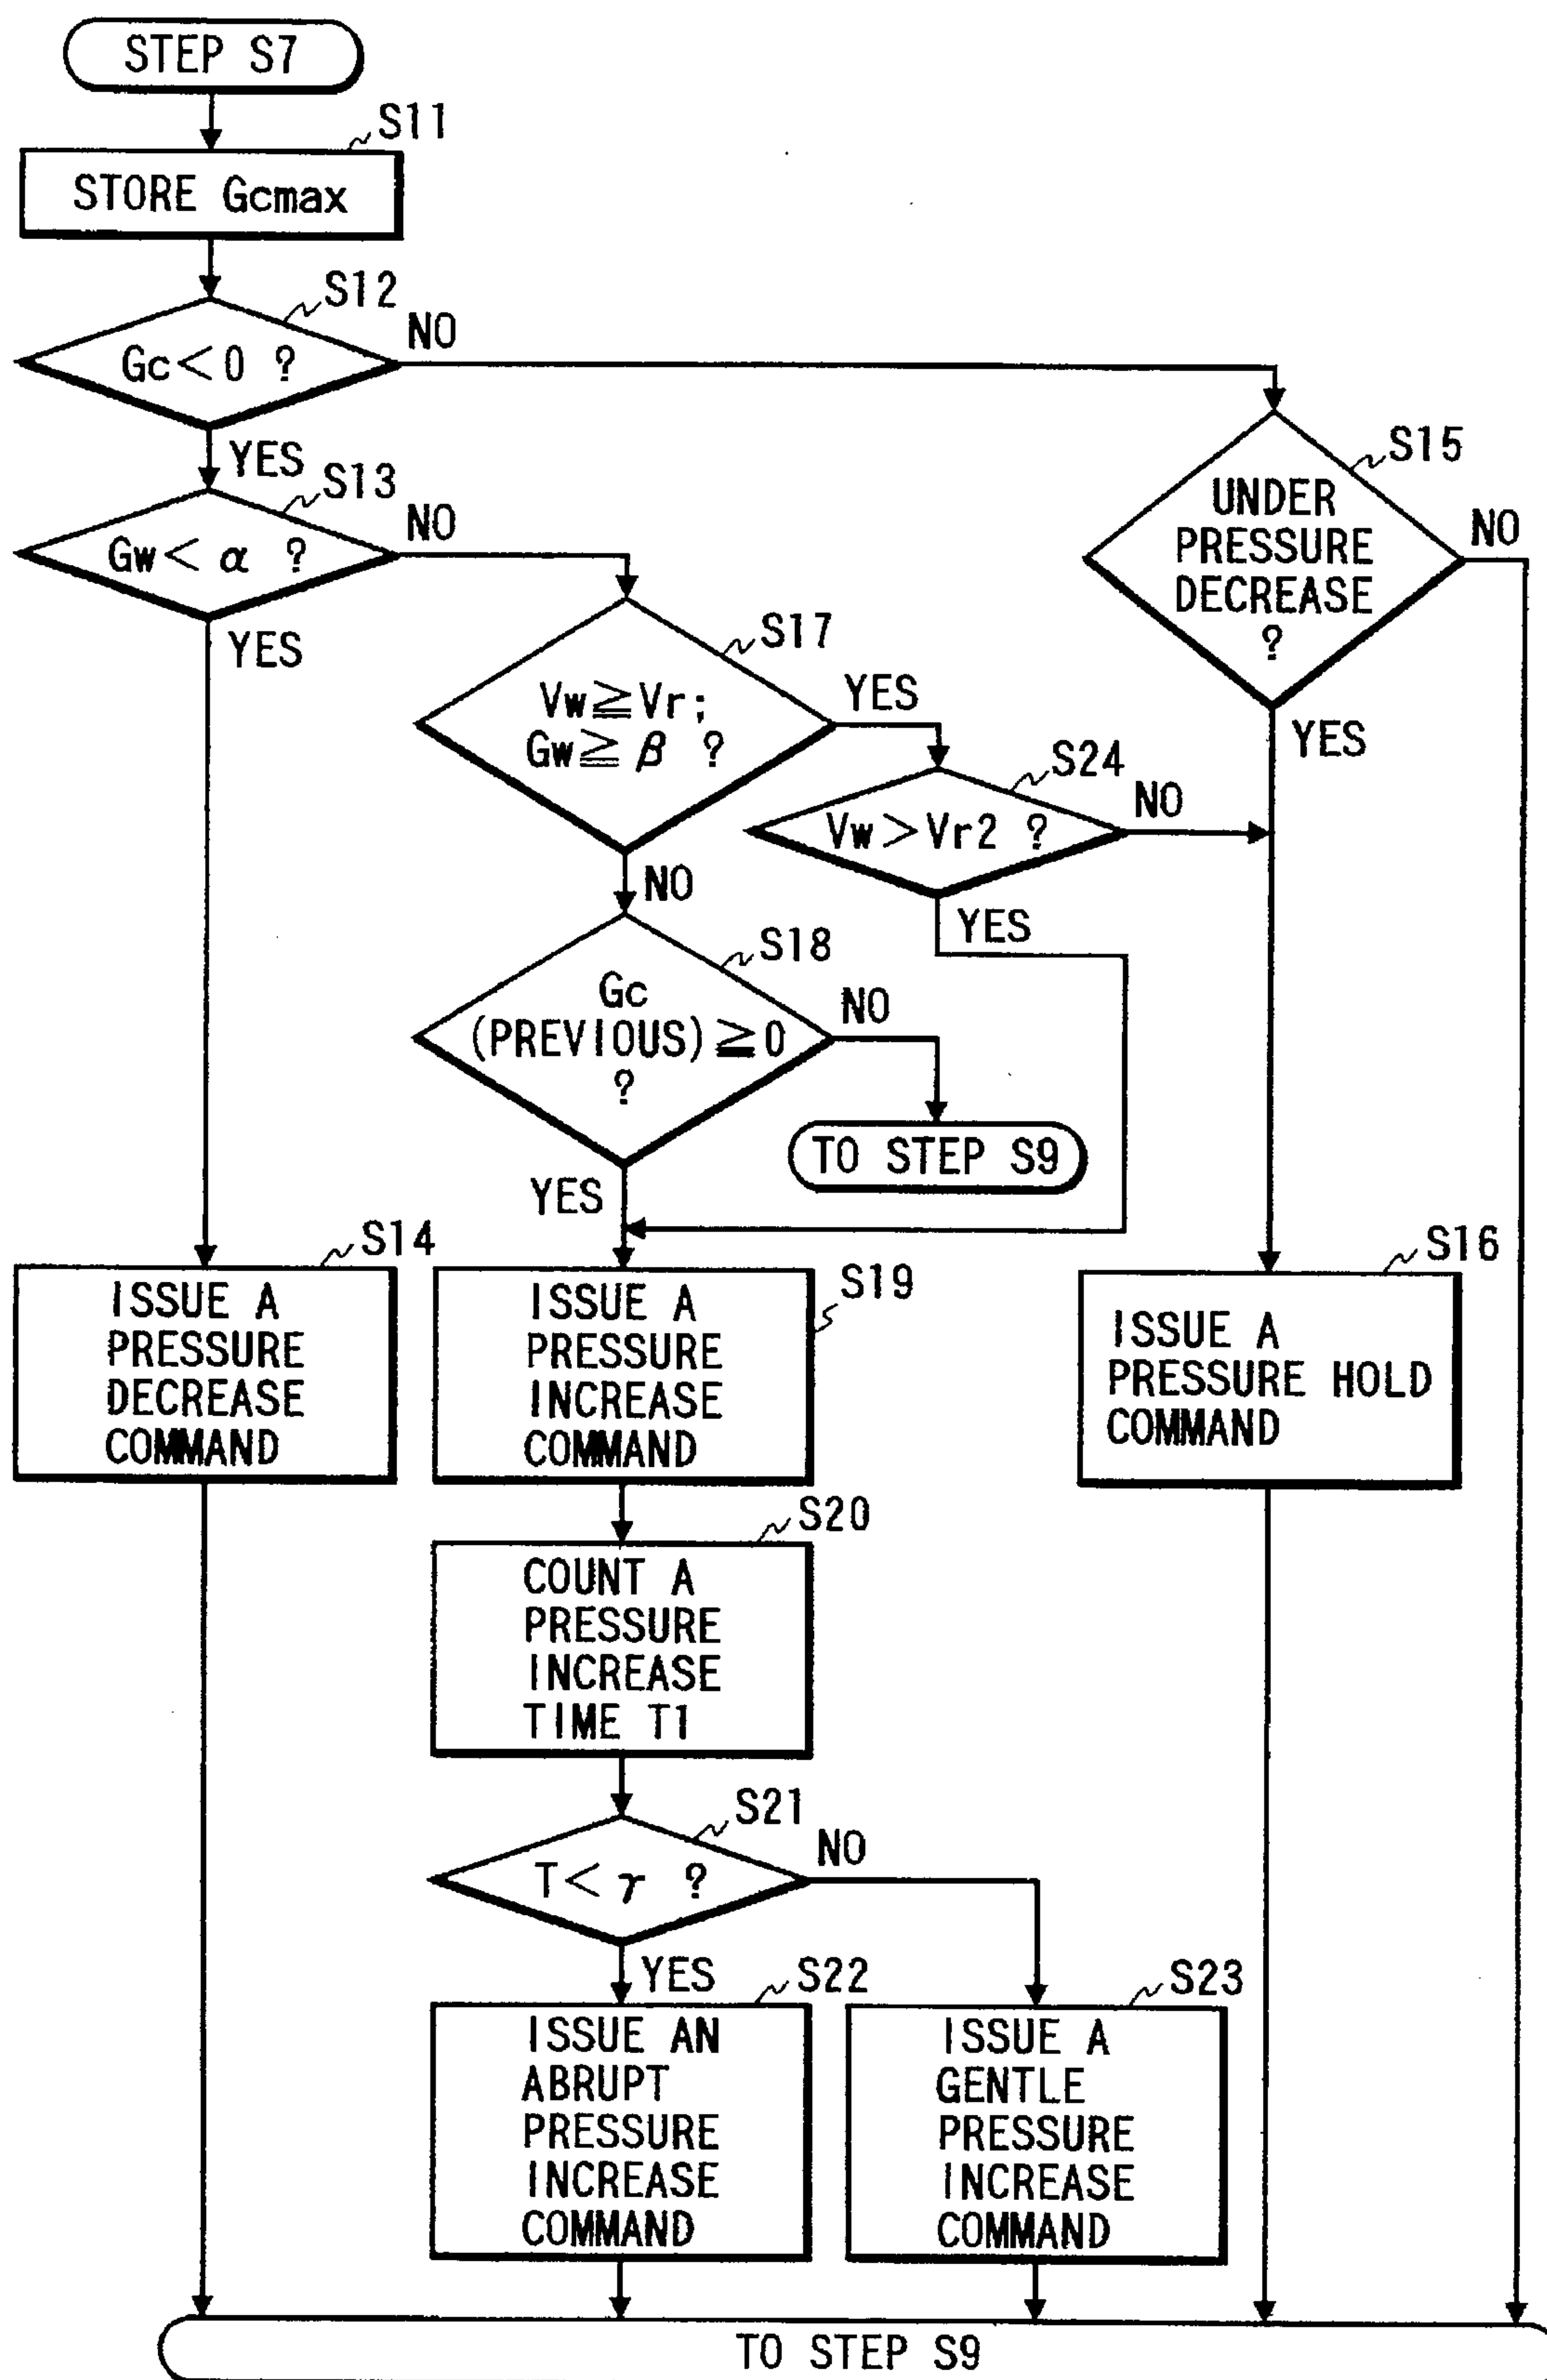 STEP S7
S11
STORE Gcmax
S12
Gc<0 ?
NO
YES
S13
Gw<α ?
NO
YES
S15
UNDER
PRESSURE
DECREASE
?
NO
YES
S17
Vw≧Vr;
Gw≧β ?
YES
NO
S24
Vw>Vr2 ?
NO
YES
S18
Gc
(PREVIOUS)≧0
?
NO
TO STEP S9
YES
S14
ISSUE A
PRESSURE
DECREASE
COMMAND
S19
ISSUE A
PRESSURE
INCREASE
COMMAND
S16
ISSUE A
PRESSURE HOLD
COMMAND
S20
COUNT A
PRESSURE
INCREASE
TIME T1
S21
T<γ ?
NO
YES
S22
ISSUE AN
ABRUPT
PRESSURE
INCREASE
COMMAND
S23
ISSUE A
GENTLE
PRESSURE
INCREASE
COMMAND
TO STEP S9